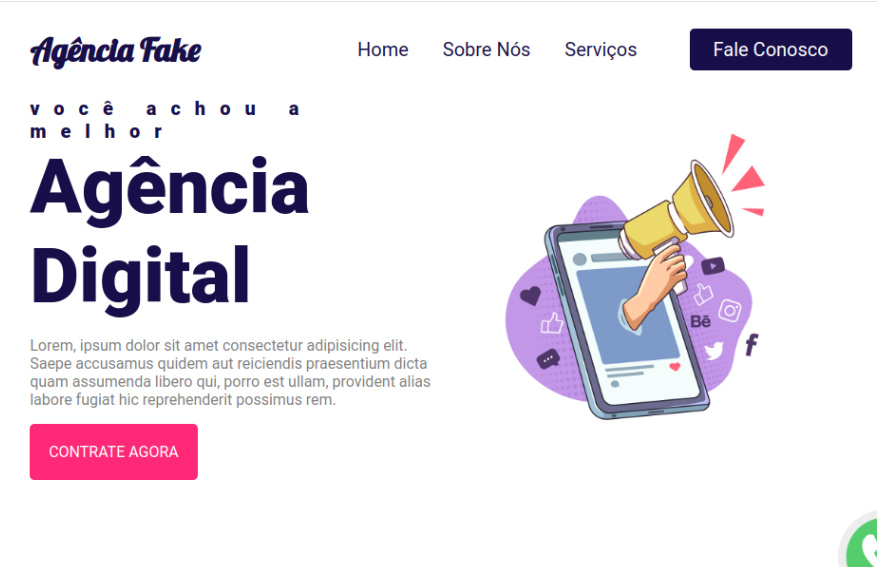 Agência Fake
Home
Sobre Nós
Serviços
Fale Conosco
você achou a
melhor
Agência
Digital
Lorem, ipsum dolor sit amet consectetur adipisicing elit.
Saepe accusamus quidem aut reiciendis praesentium dicta
quam assumenda libero qui, porro est ullam, provident alias
labore fugiat hic reprehenderit possimus rem.
Bē
f
CONTRATE AGORA